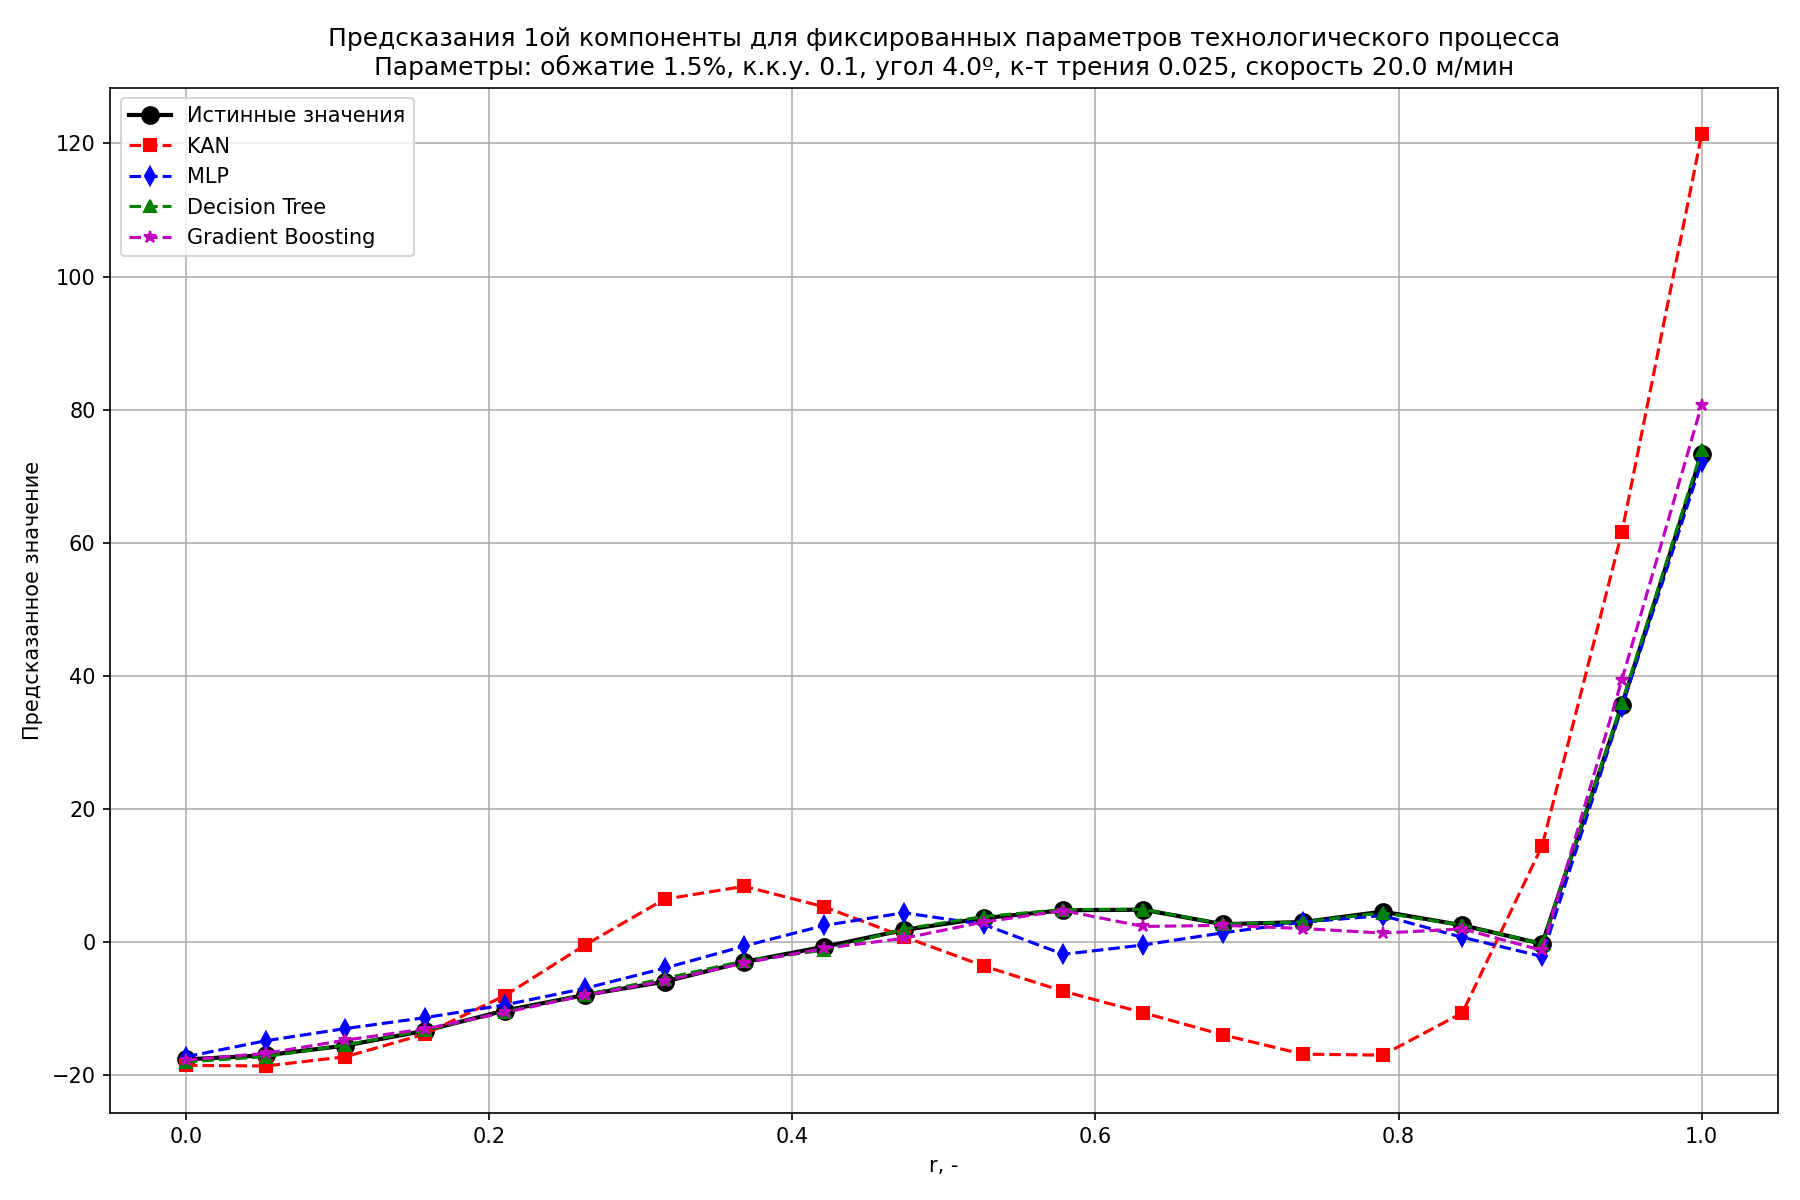 Предсказания 1ой компоненты для фиксированных параметров технологического процесса
Параметры: обжатие 1.5%, к.к.у. 0.1, угол 4.0º, к-т трения 0.025, скорость 20.0 м/мин
Истинные значения
KAN
MLP
Decision Tree
Gradient Boosting
Предсказанное значение
120
100
80
60
40
20
0
−20
0.0 0.2 0.4 0.6 0.8 1.0
r, -